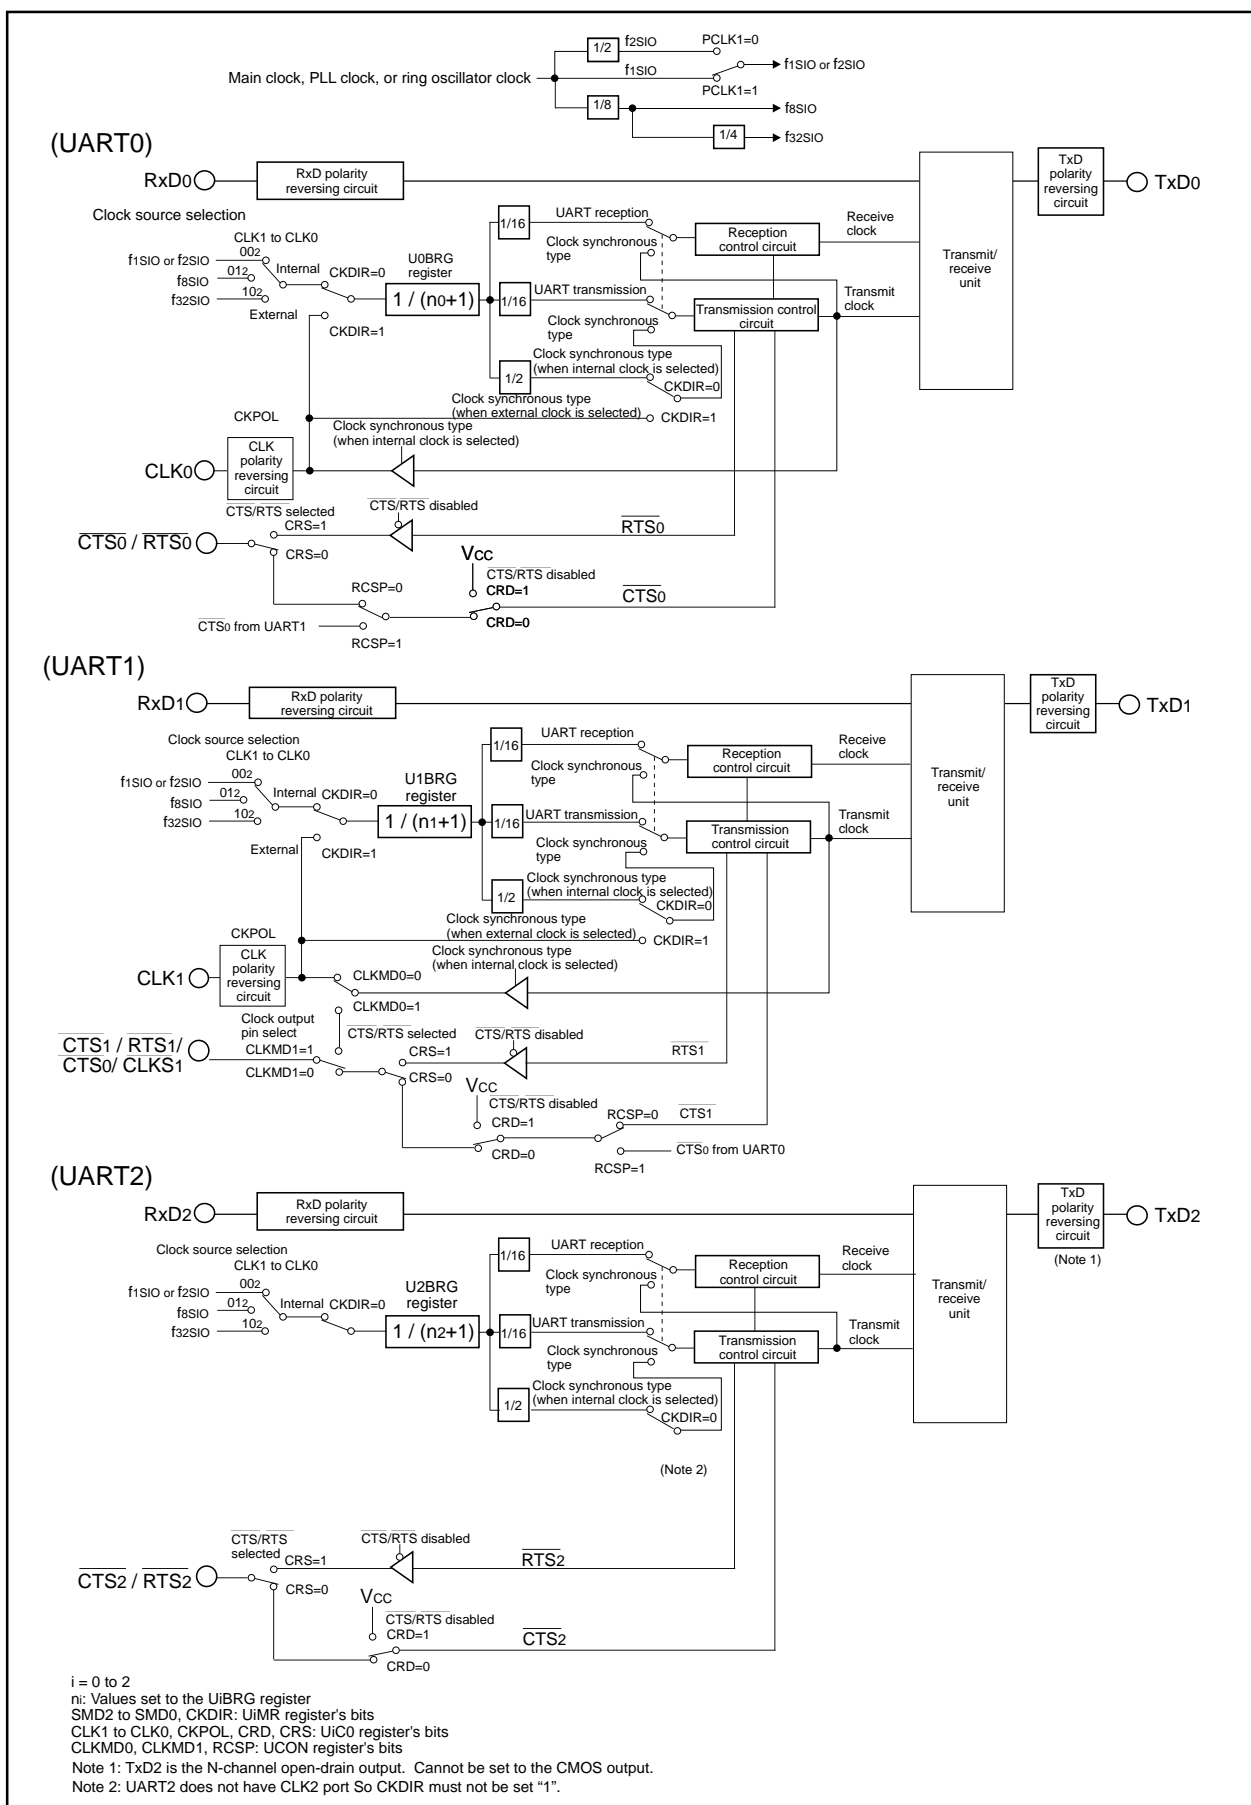 1/2
f2SIO
PCLK1=0
Main clock, PLL clock, or ring oscillator clock
f1SIO
f1SIO or f2SIO
PCLK1=1
1/8
f8SIO
1/4
f32SIO
(UART0)
RxD0
RxD polarity
reversing circuit
TxD
polarity
reversing
circuit
TxD0
Clock source selection
CLK1 to CLK0
f1SIO or f2SIO
002
f8SIO
012
f32SIO
102
Internal
CKDIR=0
External
CKDIR=1
U0BRG
register
1 / (n0+1)
1/16
UART reception
Clock synchronous
type
Reception
control circuit
Receive
clock
Transmit/
receive
unit
1/16
UART transmission
Clock synchronous
type
Transmission control
circuit
Transmit
clock
1/2
Clock synchronous type
(when internal clock is selected)
CKDIR=0
Clock synchronous type
(when external clock is selected)
CKDIR=1
Clock synchronous type
(when internal clock is selected)
CKPOL
CLK0
CLK
polarity
reversing
circuit
CTS/RTS selected
CTS/RTS disabled
CTS0 / RTS0
CRS=1
CRS=0
RTS0
VCC
CTS/RTS disabled
CRD=1
CRD=0
CTS0
RCSP=0
CTS0 from UART1
RCSP=1
(UART1)
RxD1
RxD polarity
reversing circuit
TxD
polarity
reversing
circuit
TxD1
Clock source selection
CLK1 to CLK0
f1SIO or f2SIO
002
f8SIO
012
f32SIO
102
Internal
CKDIR=0
External
CKDIR=1
U1BRG
register
1 / (n1+1)
1/16
UART reception
Clock synchronous
type
Reception
control circuit
Receive
clock
Transmit/
receive
unit
1/16
UART transmission
Clock synchronous
type
Transmission
control circuit
Transmit
clock
1/2
Clock synchronous type
(when internal clock is selected)
CKDIR=0
Clock synchronous type
(when external clock is selected)
CKDIR=1
Clock synchronous type
(when internal clock is selected)
CKPOL
CLK1
CLK
polarity
reversing
circuit
CLKMD0=0
CLKMD0=1
Clock output
pin select
CTS/RTS selected
CTS/RTS disabled
CTS1 / RTS1/
CTS0/ CLKS1
CLKMD1=1
CLKMD1=0
CRS=1
CRS=0
RTS1
VCC
CTS/RTS disabled
CRD=1
CRD=0
RCSP=0
CTS1
CTS0 from UART0
RCSP=1
(UART2)
RxD2
RxD polarity
reversing circuit
TxD
polarity
reversing
circuit
(Note 1)
TxD2
Clock source selection
CLK1 to CLK0
f1SIO or f2SIO
002
f8SIO
012
f32SIO
102
Internal
CKDIR=0
U2BRG
register
1 / (n2+1)
1/16
UART reception
Clock synchronous
type
Reception
control circuit
Receive
clock
Transmit/
receive
unit
1/16
UART transmission
Clock synchronous
type
Transmission
control circuit
Transmit
clock
1/2
Clock synchronous type
(when internal clock is selected)
CKDIR=0
(Note 2)
CTS/RTS
selected
CTS/RTS disabled
CTS2 / RTS2
CRS=1
CRS=0
RTS2
VCC
CTS/RTS disabled
CRD=1
CRD=0
CTS2
i = 0 to 2
ni: Values set to the UiBRG register
SMD2 to SMD0, CKDIR: UiMR register's bits
CLK1 to CLK0, CKPOL, CRD, CRS: UiC0 register's bits
CLKMD0, CLKMD1, RCSP: UCON register's bits
Note 1: TxD2 is the N-channel open-drain output. Cannot be set to the CMOS output.
Note 2: UART2 does not have CLK2 port So CKDIR must not be set “1”.